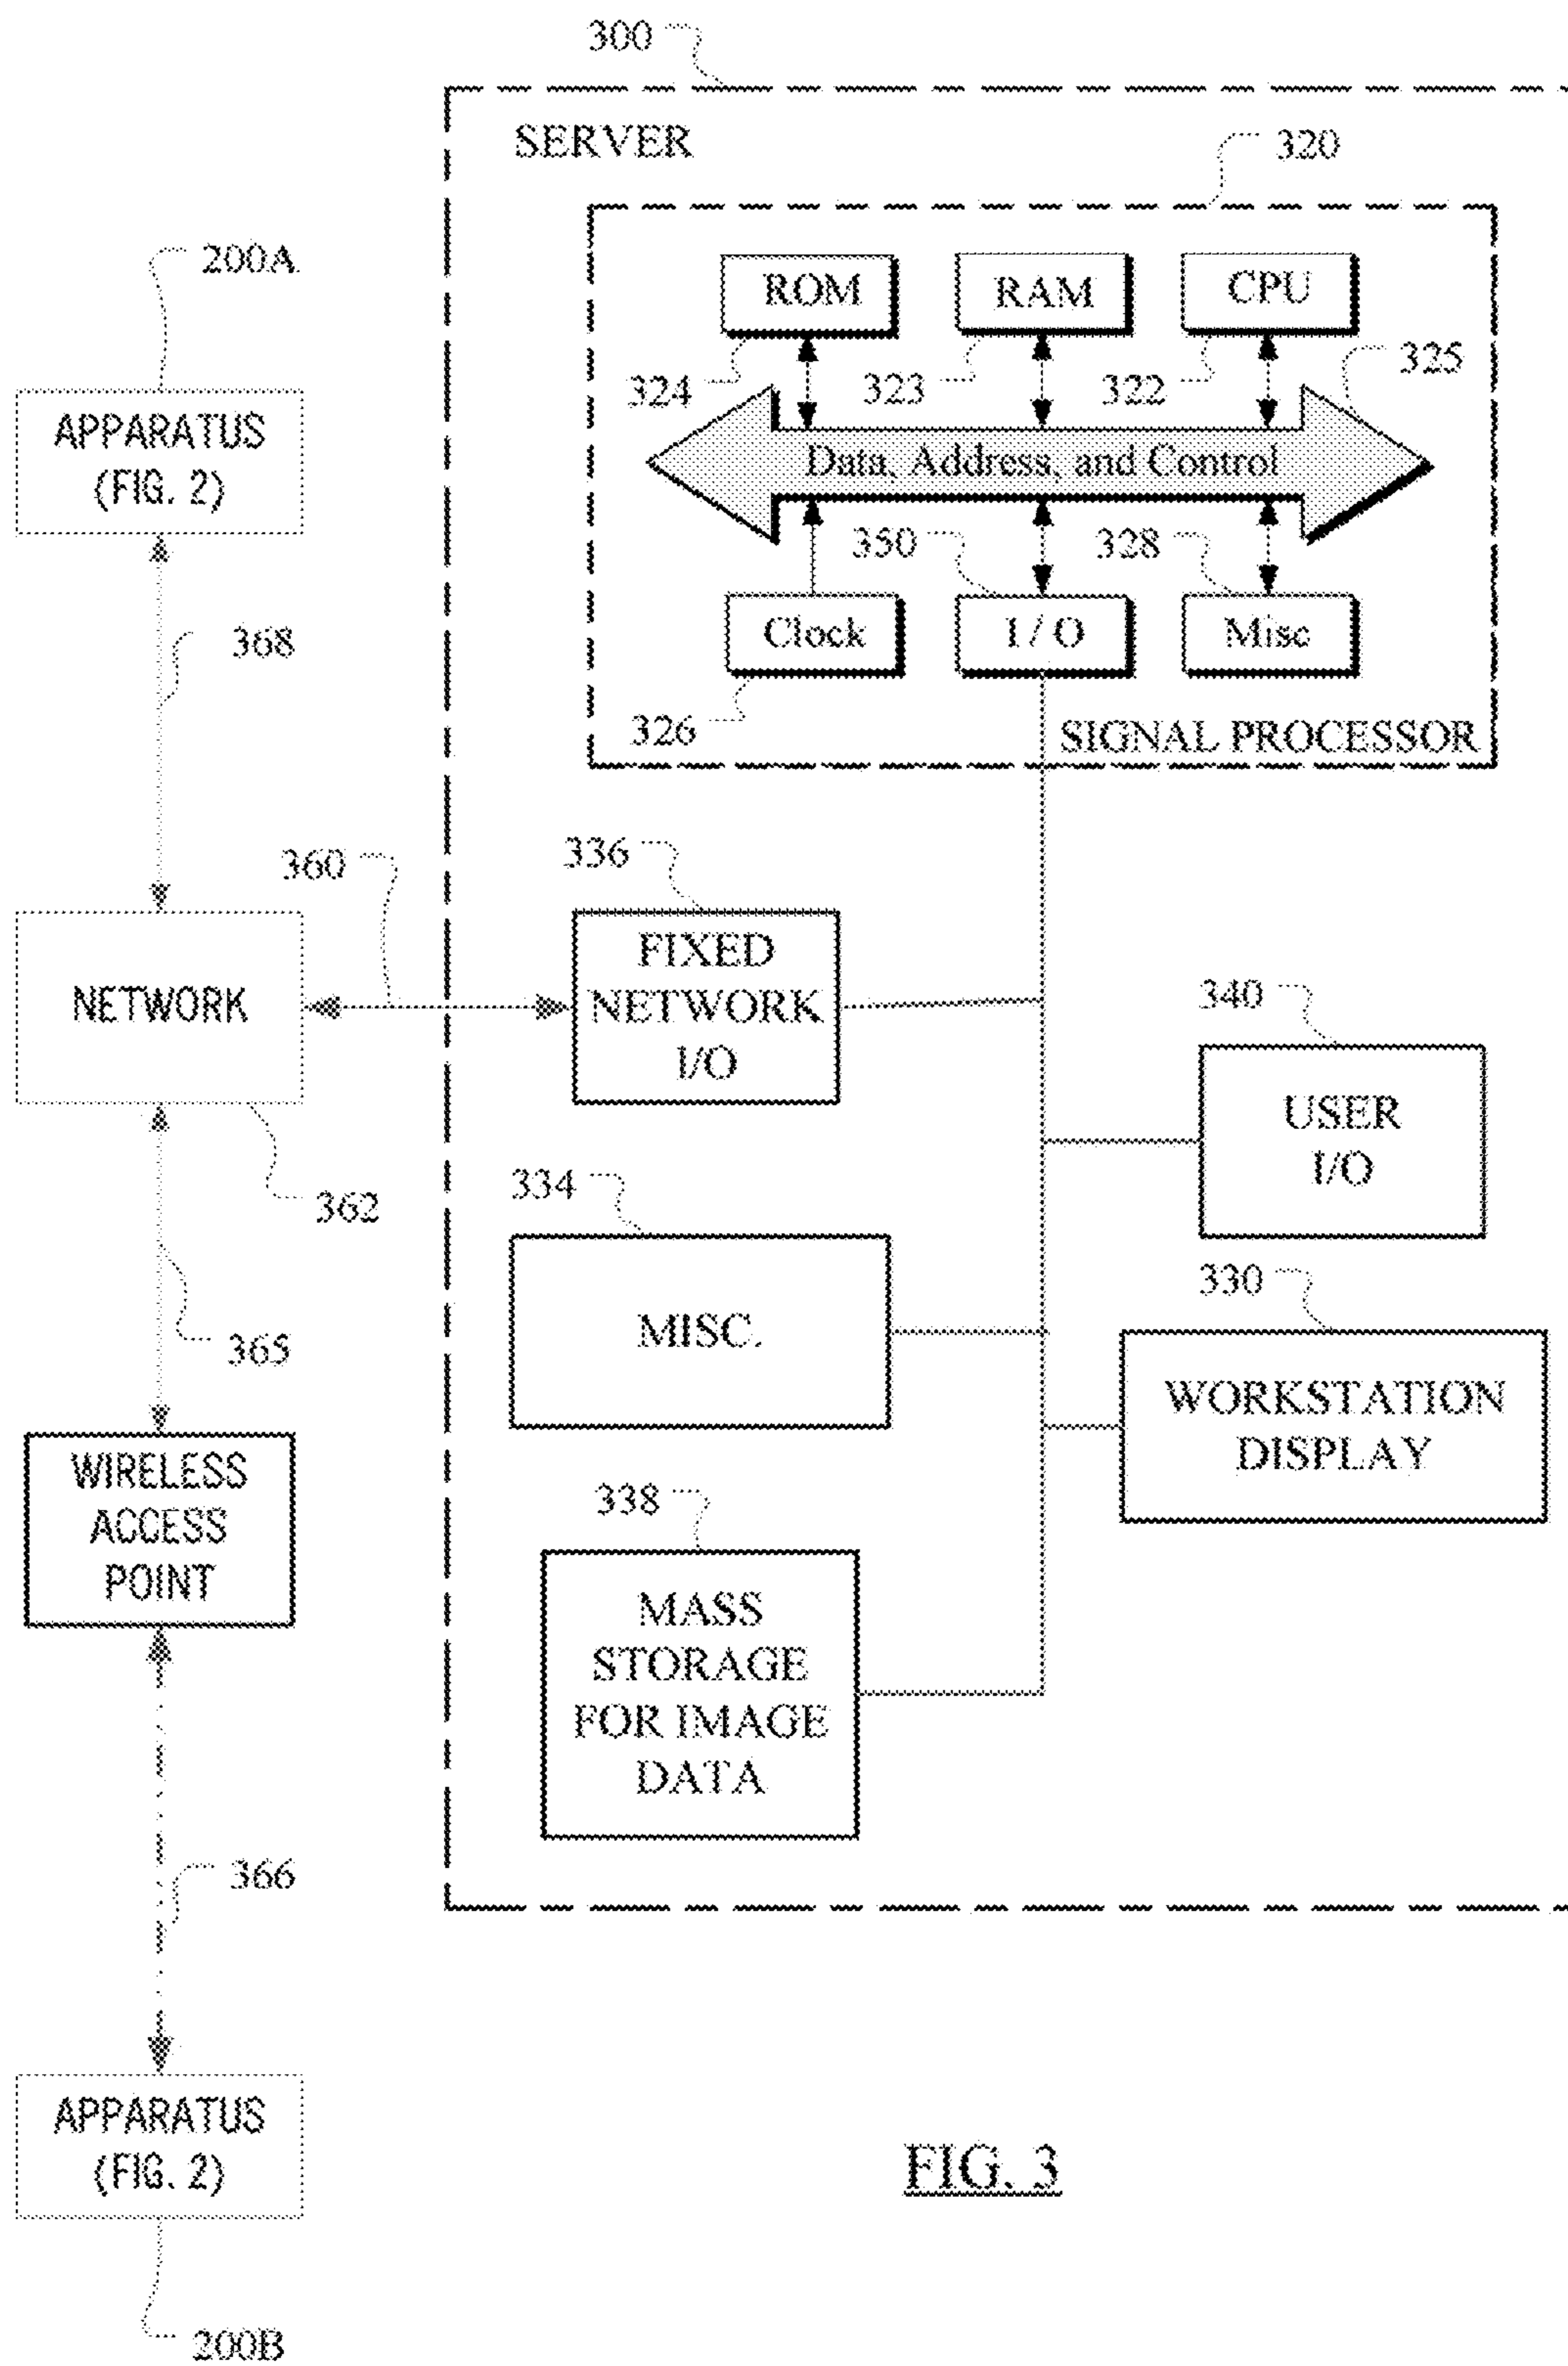 300
SERVER
320
200A
ROM
RAM
CPU
324
323
322
325
APPARATUS
(FIG. 2)
Data, Address, and Control
368
350
328
Clock
I / O
Misc
326
SIGNAL PROCESSOR
360
336
FIXED
NETWORK
I/O
NETWORK
340
USER
I/O
362
334
330
MISC.
365
WORKSTATION
DISPLAY
WIRELESS
ACCESS
POINT
338
MASS
STORAGE
FOR IMAGE
DATA
366
APPARATUS
(FIG. 2)
FIG. 3
200B